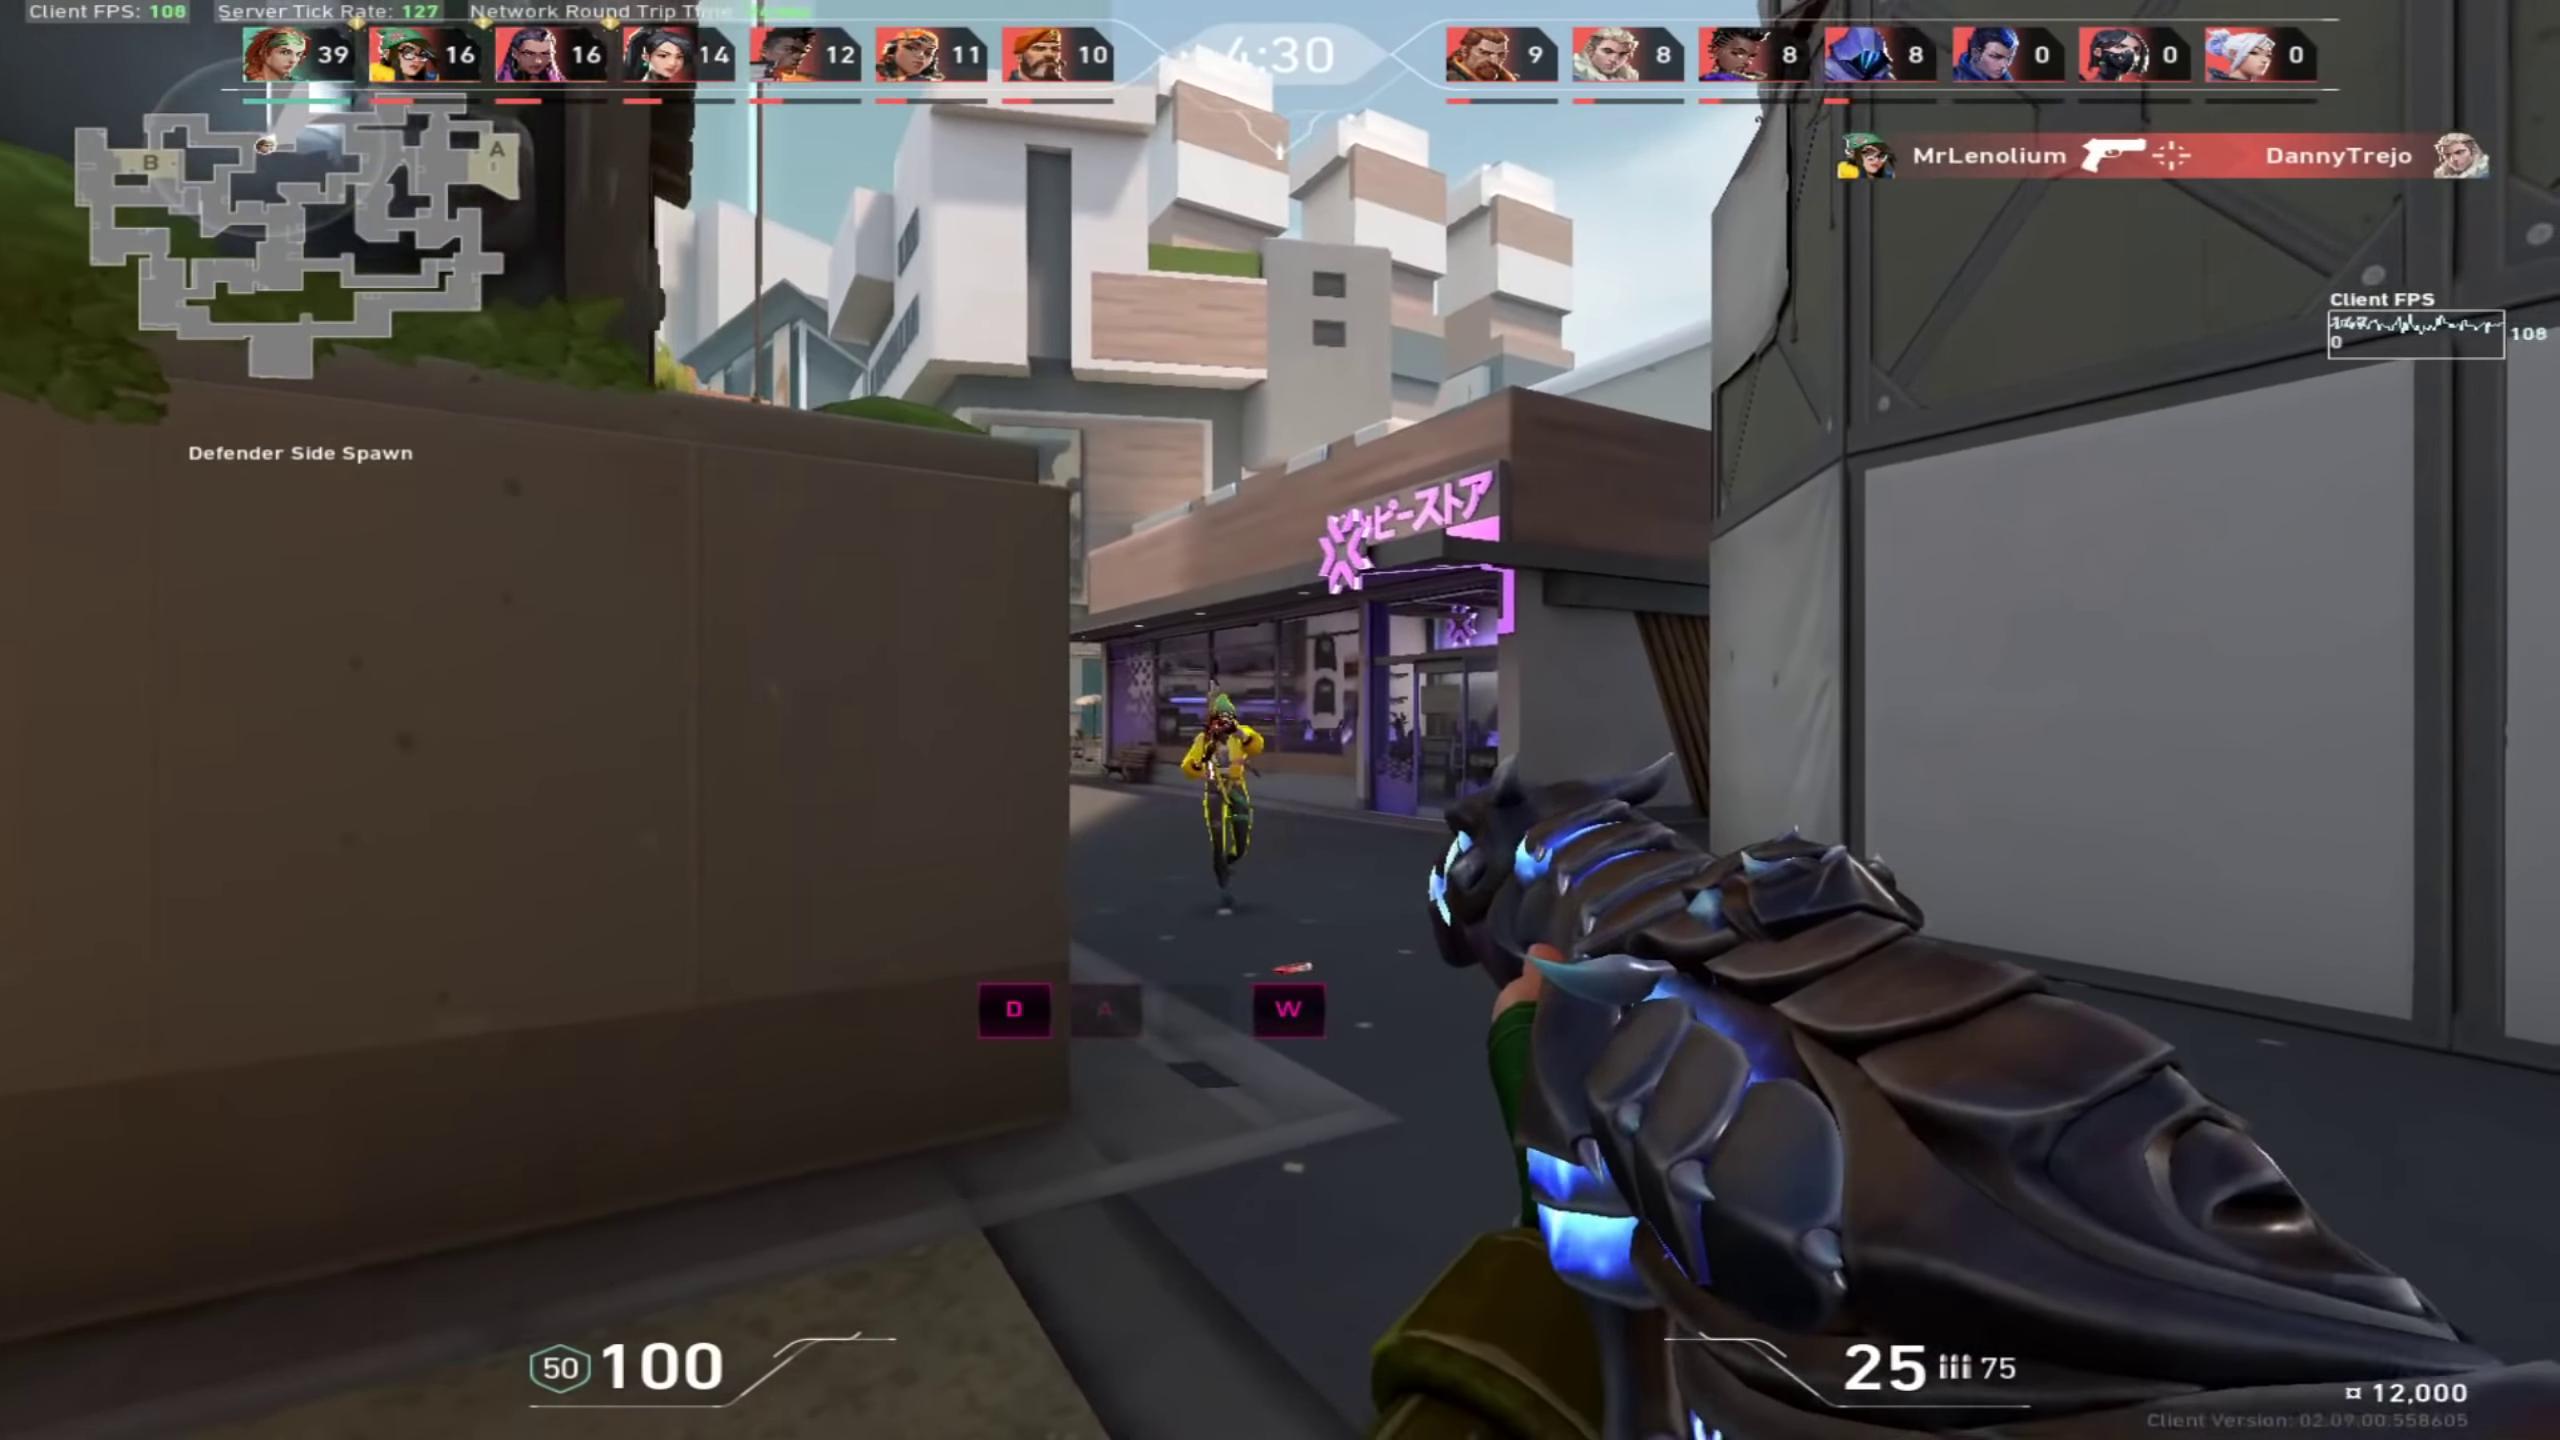 Client FPS: 108 Server Tick Rate: 127 Network Round Trip Time
39 16 16 14 12 11 10 4:30 9 8 8 8 0 0 0
B A
MrLenolium DannyTrejo
Client FPS
108
0
Defender Side Spawn
ピーストア
D A W
50 100
25 75
¤ 12,000
Client Version: 02.09.00.558605